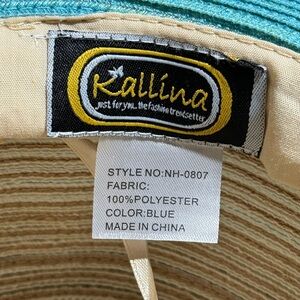 Kallina
just for you...the fashion trendsetter
STYLE NO:NH-0807
FABRIC:
100%POLYESTER
COLOR:BLUE
MADE IN CHINA